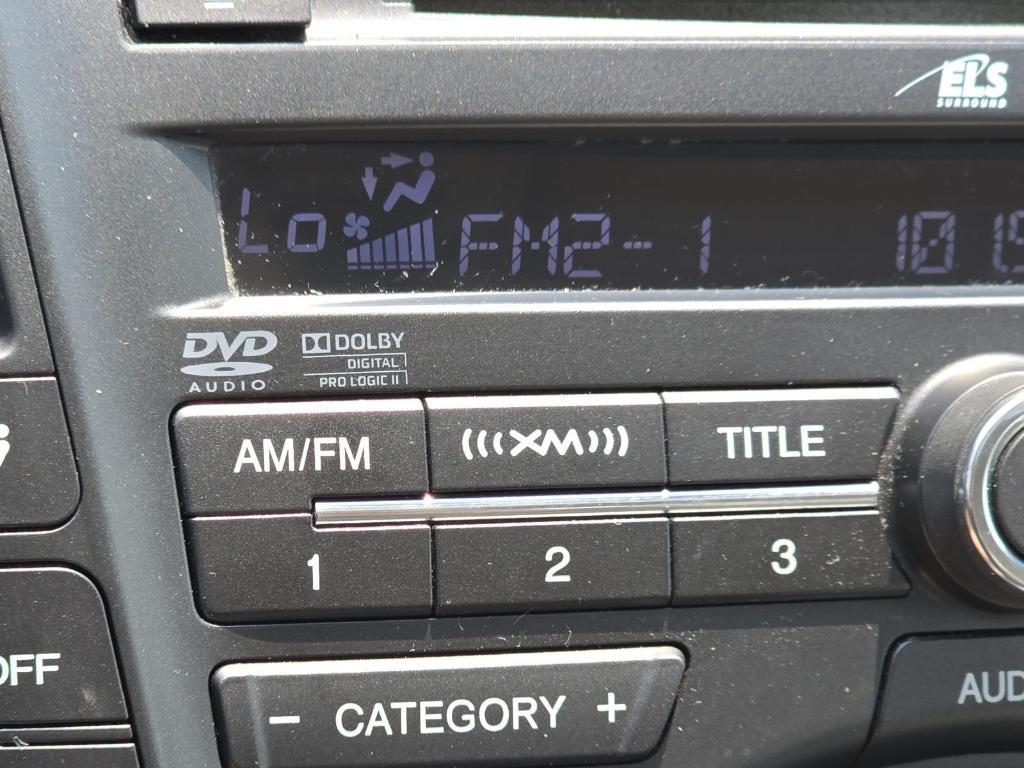 ELS
SURROUND
Lo FM2-1 101
DVD
AUDIO
DOLBY
DIGITAL
PRO LOGIC II
AM/FM XM TITLE
1 2 3
OFF
- CATEGORY +
AUD